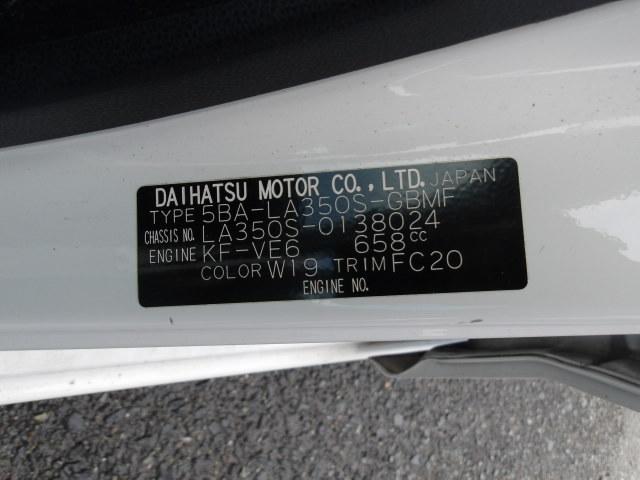 DAIHATSU MOTOR CO., LTD. JAPAN
TYPE 5BA-LA350S-GBMF
CHASSIS NO. LA350S-0138024
ENGINE KF-VE6 658cc
COLOR W19 TRIM FC20
ENGINE NO.